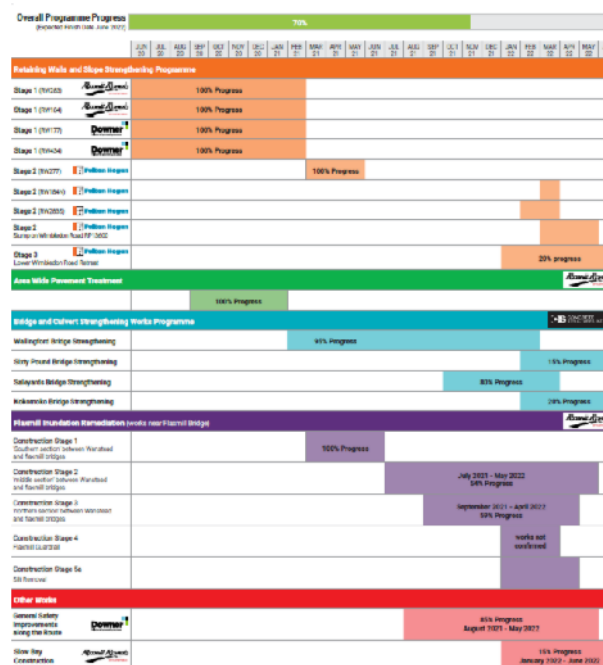 Overall Programme Progress
(Expected Finish Date June 2022)
70%
JUN 20 JUL 20 AUG 20 SEP 20 OCT 20 NOV 20 DEC 20 JAN 21 FEB 21 MAR 21 APR 21 MAY 21 JUN 21 JUL 21 AUG 21 SEP 21 OCT 21 NOV 21 DEC 21 JAN 22 FEB 22 MAR 22 APR 22 MAY 22
Retaining Walls and Slope Strengthening Programme
Stage 1
100% Progress
Stage 1
100% Progress
Stage 1 Downer
100% Progress
Stage 1 Downer
100% Progress
Stage 2 (RW277) Fulton Hogan
100% Progress
Stage 2 Fulton Hogan
Stage 2 Fulton Hogan
Stage 2 Fulton Hogan
Wimbledon Road
Stage 3 Fulton Hogan
Lower Wimbledon Road Retreat
20% progress
Area Wide Pavement Treatment
100% Progress
Bridge and Culvert Strengthening Works Programme
Wallingford Bridge Strengthening
Progress
Sixty Pound Bridge Strengthening
15% Progress
Saleyards Bridge Strengthening
80% Progress
Kokomoko Bridge Strengthening
20% Progress
Flaxmill Inundation Remediation (works near Flaxmill Bridge)
Construction Stage 1
Southern section between Wanstead
and flaxmill bridges
100% Progress
Construction Stage 2
middle section between Wanstead
and flaxmill bridges
July 2021 - May 2022
Progress
Construction Stage 3
northern section between Wanstead
and flaxmill bridges
September 2021 - April 2022
Progress
Construction Stage 4
Flaxmill Guardrail
works not
confirmed
Construction Stage 5a
Silt Removal
Other Works
General Safety
Improvements
along the Route
Downer
Progress
August 2021 - May 2022
Slow Bay
Construction
15% Progress
January 2022 - June 2022